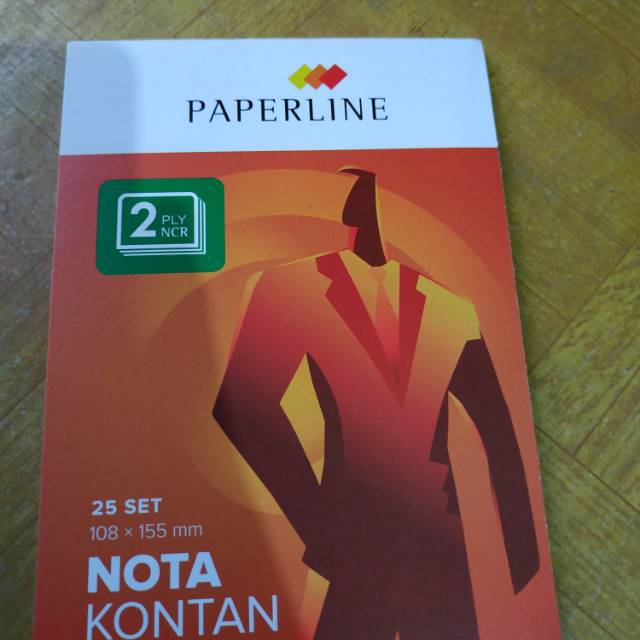 PAPERLINE
2 PLY
NCR
25 SET
108 × 155 mm
NOTA
KONTAN